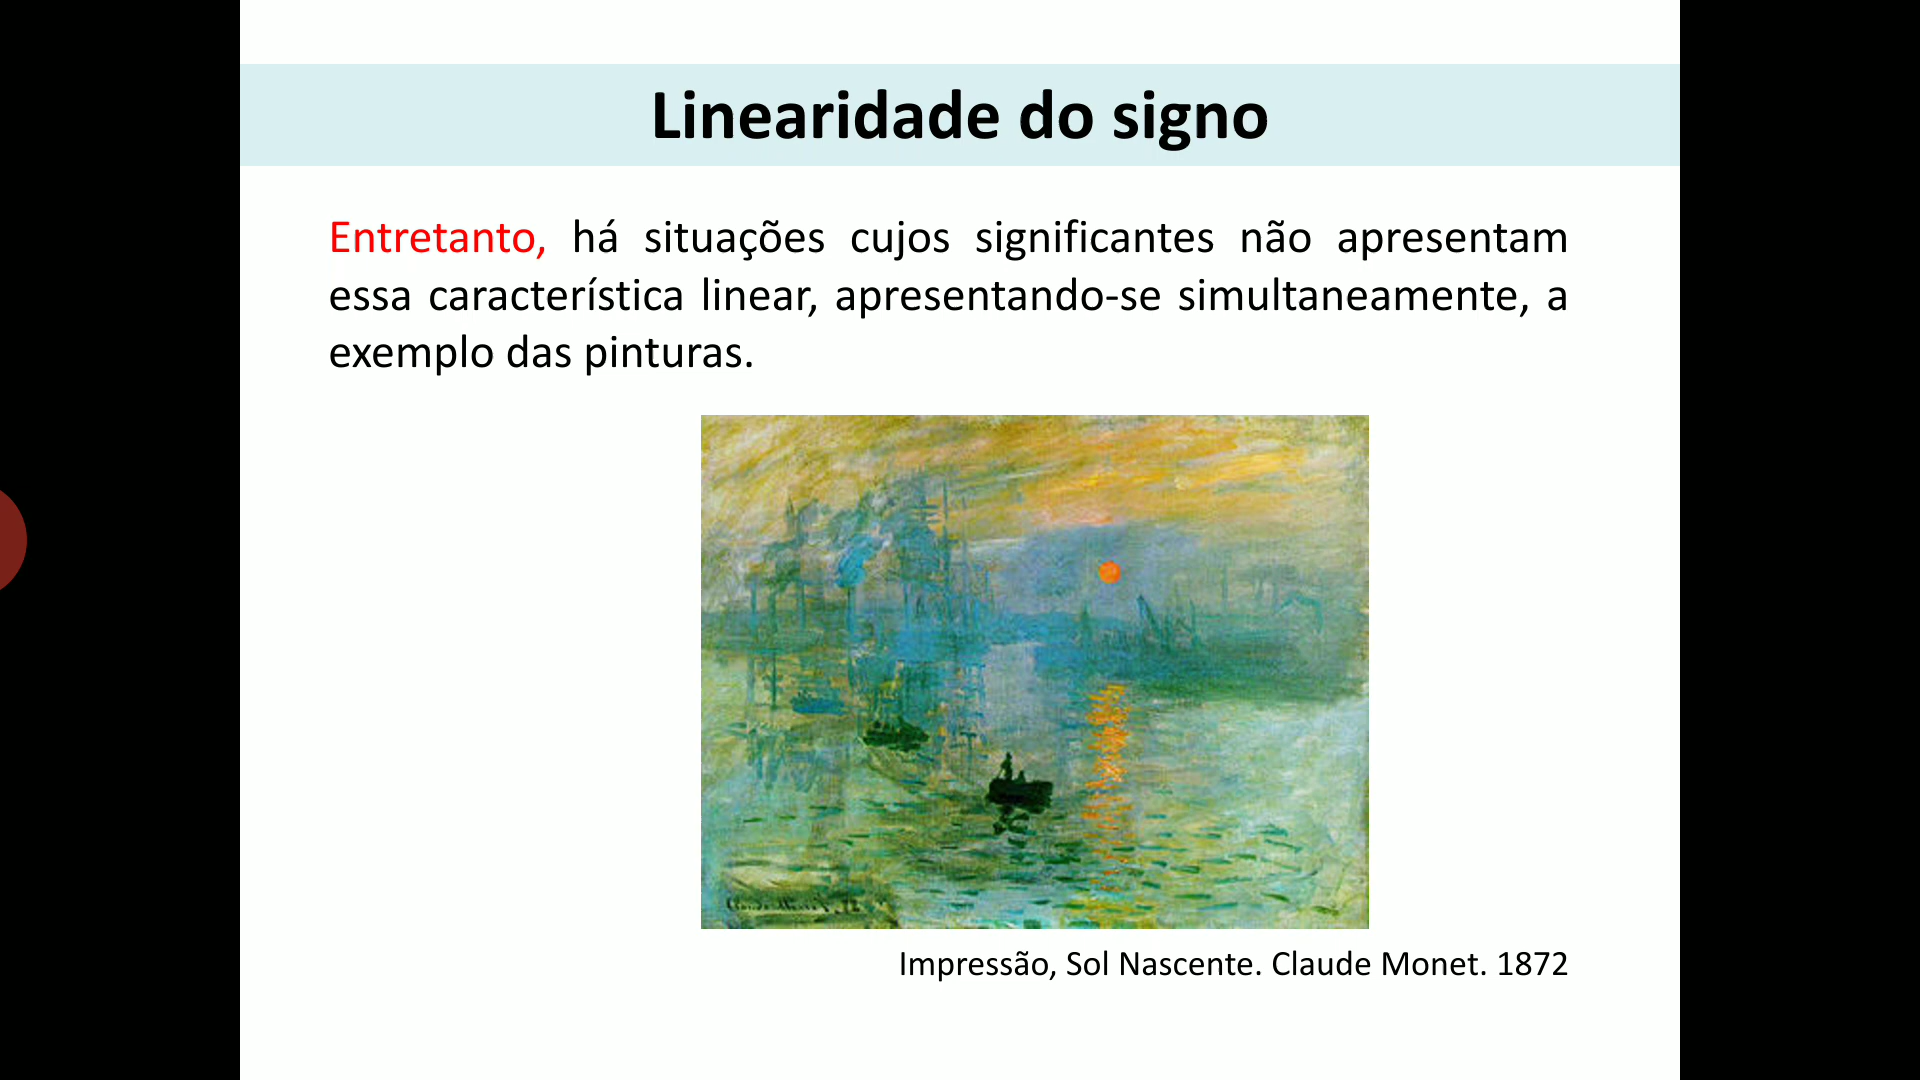 Linearidade do signo
Entretanto, há situações cujos significantes não apresentam
essa característica linear, apresentando-se simultaneamente, a
exemplo das pinturas.
Impressão, Sol Nascente. Claude Monet. 1872